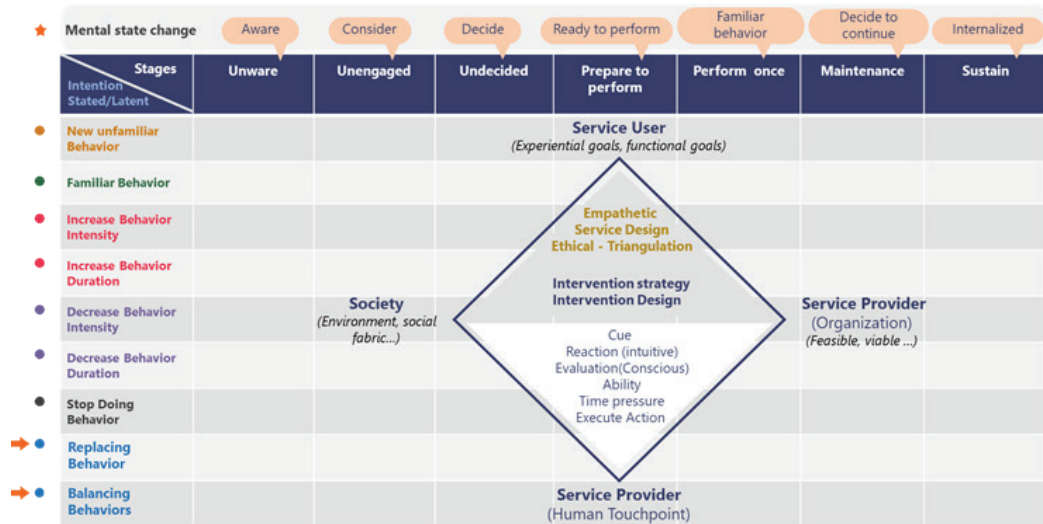 Mental state change
Aware
Consider
Decide
Ready to perform
Familiar
behavior
Decide to
continue
Internalized
Stages
Intention
Stated/Latent
Unware
Unengaged
Undecided
Prepare to
perform
Perform once
Maintenance
Sustain
New unfamiliar
Behavior
Service User
(Experiential goals, functional goals)
Familiar Behavior
Increase Behavior
Intensity
Empathetic
Service Design
Ethical - Triangulation
Increase Behavior
Duration
Intervention strategy
Intervention Design
Decrease Behavior
Intensity
Society
(Environment, social
fabric...)
Service Provider
(Organization)
(Feasible, viable ...)
Decrease Behavior
Duration
Cue
Reaction (intuitive)
Evaluation(Conscious)
Ability
Time pressure
Execute Action
Stop Doing
Behavior
Replacing
Behavior
Balancing
Behaviors
Service Provider
(Human Touchpoint)